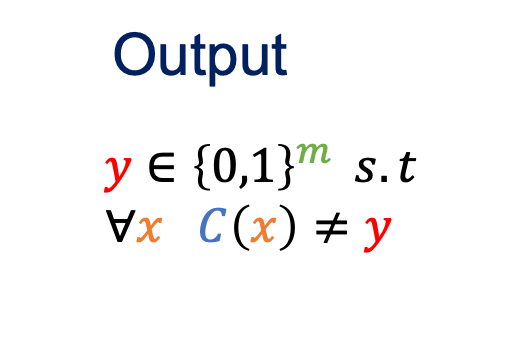 Output
y ∈ {0,1}^m s.t
∀x C(x) ≠ y